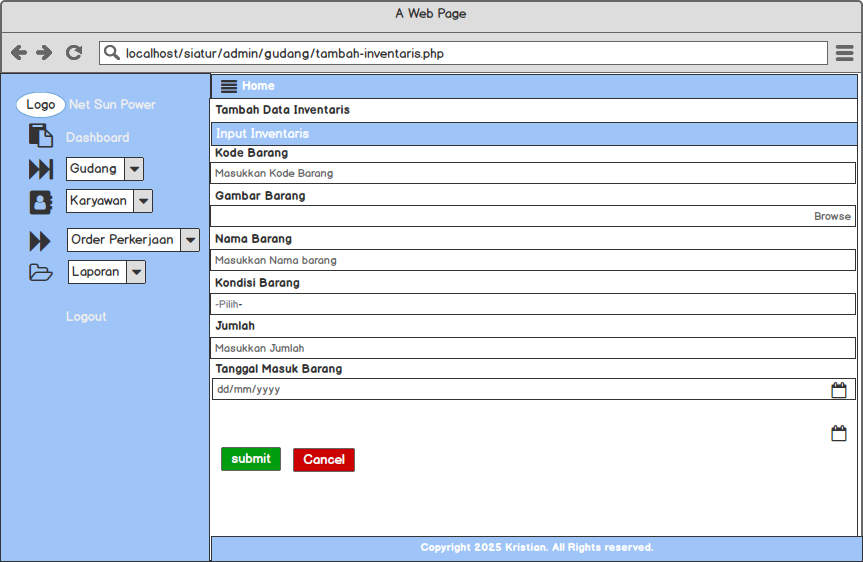 A Web Page
localhost/siatur/admin/gudang/tambah-inventaris.php
Logo Net Sun Power
Dashboard
Gudang
Karyawan
Order Perkerjaan
Laporan
Logout
Home
Tambah Data Inventaris
Input Inventaris
Kode Barang
Masukkan Kode Barang
Gambar Barang
Browse
Nama Barang
Masukkan Nama barang
Kondisi Barang
-Pilih-
Jumlah
Masukkan Jumlah
Tanggal Masuk Barang
dd/mm/yyyy
submit Cancel
Copyright 2025 Kristian. All Rights reserved.